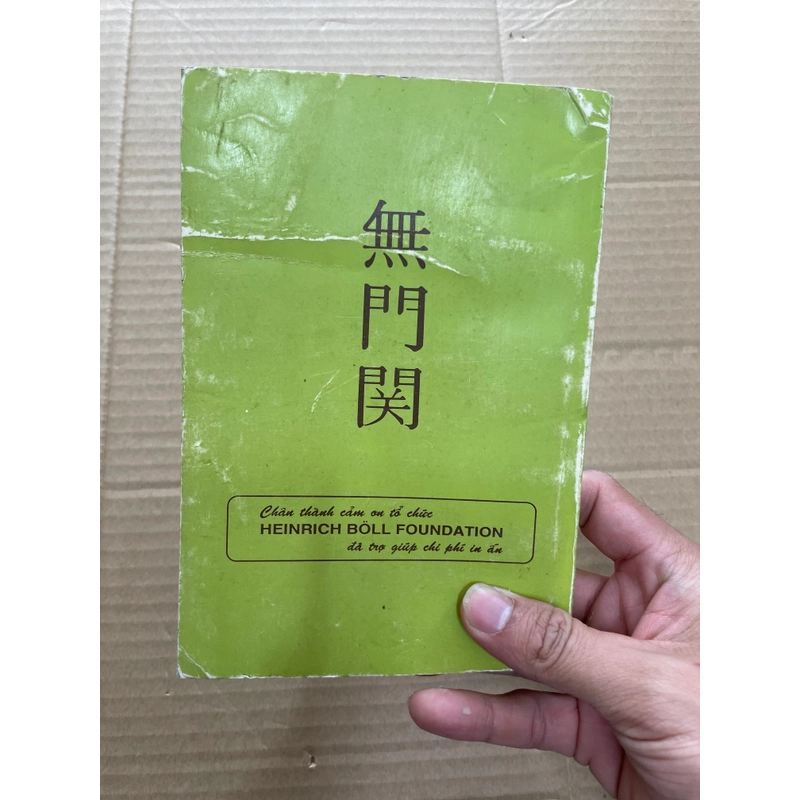 無
門
関
Chân thành cảm ơn tổ chức
HEINRICH BÖLL FOUNDATION
đã trợ giúp chi phí in ấn